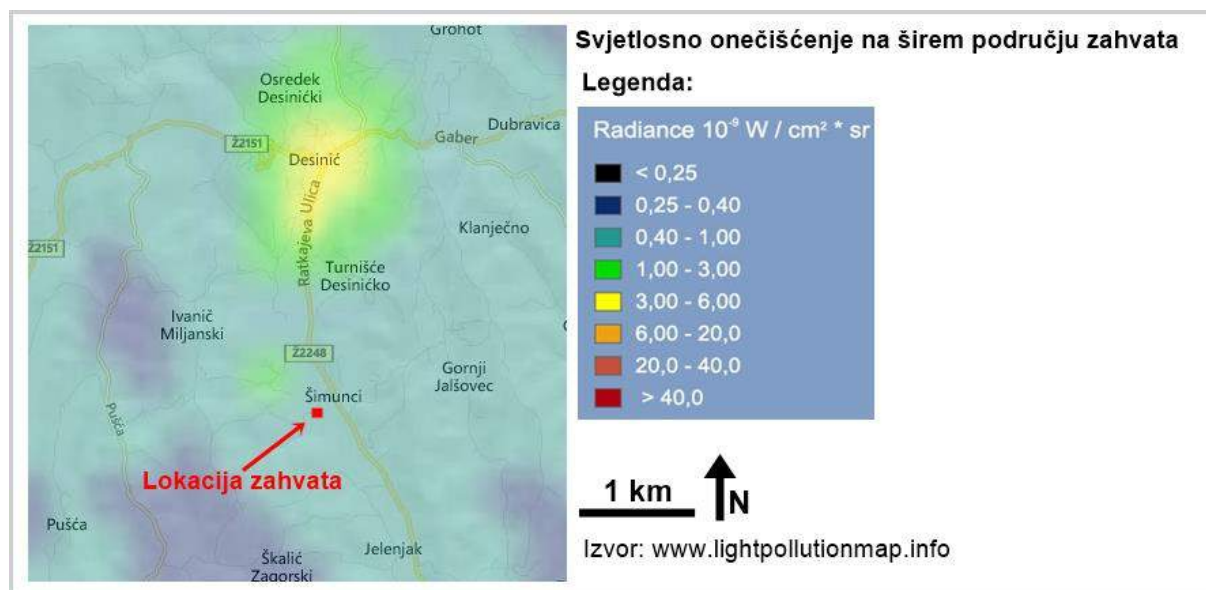 Svjetlosno onečišćenje na širem području zahvata
Legenda:
Radiance 10⁻⁹ W / cm² * sr
< 0,25
0,25 - 0,40
0,40 - 1,00
1,00 - 3,00
3,00 - 6,00
6,00 - 20,0
20,0 - 40,0
> 40,0
1 km
N
Izvor: www.lightpollutionmap.info
Grohot
Osredek
Desinićki
Dubravica
Gaber
Ž2151
Desinić
Ratkajeva Ulica
Klanječno
Ž2151
Turnišće
Desinićko
Ivanič
Miljanski
Ž2248
Gornji
Jalšovec
Šimunci
Pušća
Lokacija zahvata
Pušća
Jelenjak
Škalić
Zagorski